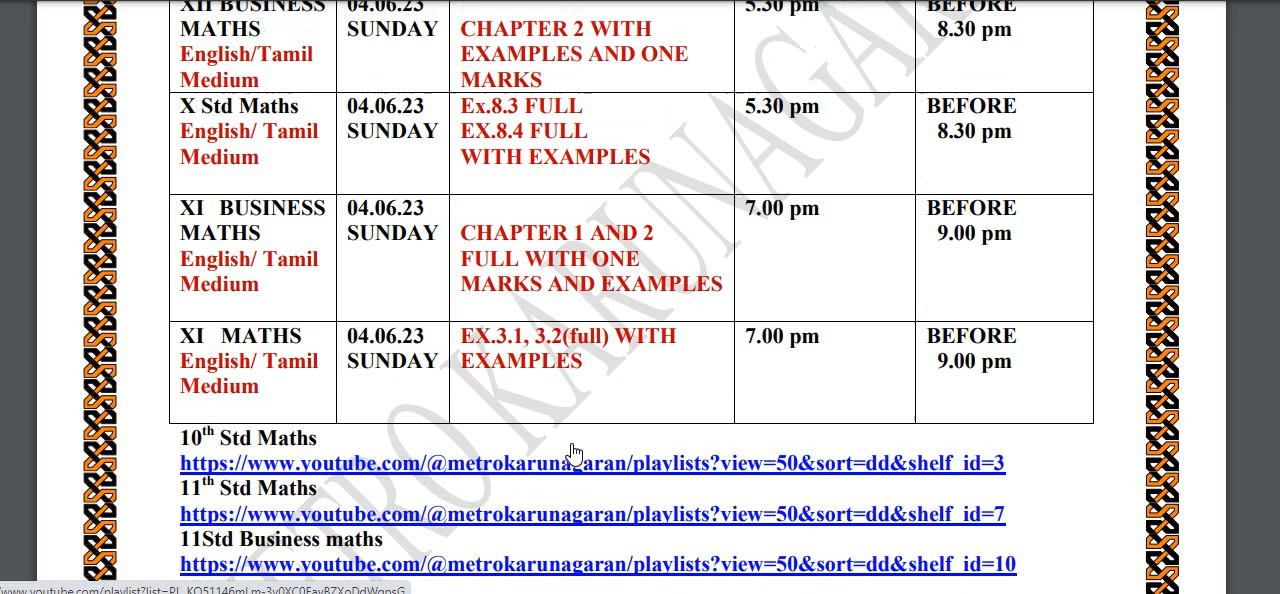 XII BUSINESS 04.06.23 5.30 pm BEFORE
MATHS SUNDAY CHAPTER 2 WITH 8.30 pm
English/Tamil EXAMPLES AND ONE
Medium MARKS
X Std Maths 04.06.23 Ex.8.3 FULL 5.30 pm BEFORE
English/ Tamil SUNDAY EX.8.4 FULL 8.30 pm
Medium WITH EXAMPLES
XI BUSINESS 04.06.23 7.00 pm BEFORE
MATHS SUNDAY CHAPTER 1 AND 2 9.00 pm
English/ Tamil FULL WITH ONE
Medium MARKS AND EXAMPLES
XI MATHS 04.06.23 EX.3.1, 3.2(full) WITH 7.00 pm BEFORE
English/ Tamil SUNDAY EXAMPLES 9.00 pm
Medium
METRO KARUNAGAR
10th Std Maths
https://www.youtube.com/@metrokarunagaran/playlists?view=50&sort=dd&shelf_id=3
11th Std Maths
https://www.youtube.com/@metrokarunagaran/playlists?view=50&sort=dd&shelf_id=7
11Std Business maths
https://www.youtube.com/@metrokarunagaran/playlists?view=50&sort=dd&shelf_id=10